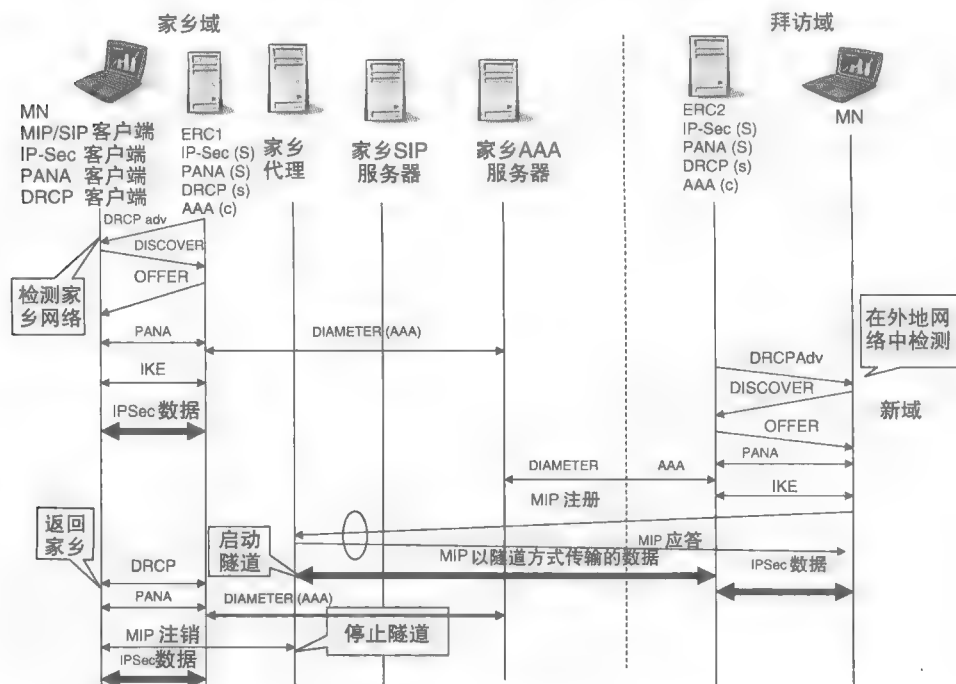 家乡域
拜访域
MN
MIP/SIP 客户端
IP-Sec 客户端
PANA 客户端
DRCP 客户端
ERC1
IP-Sec (S)
PANA (S)
DRCP (s)
AAA (c)
家乡
代理
家乡SIP
服务器
家乡AAA
服务器
ERC2
IP-Sec (S)
PANA (S)
DRCP (s)
AAA (c)
MN
DRCP adv
DISCOVER
OFFER
检测家
乡网络
PANA
DIAMETER (AAA)
IKE
IPSec 数据
在外地网
络中检测
DRCPAdv
DISCOVER
新域
OFFER
PANA
DIAMETER AAA
IKE
MIP 注册
返回
家乡
启动
隧道
MIP 应答
MIP 以隧道方式传输的数据
IPSec 数据
DRCP
PANA
DIAMETER (AAA)
MIP 注销
停止隧道
IPSec数据